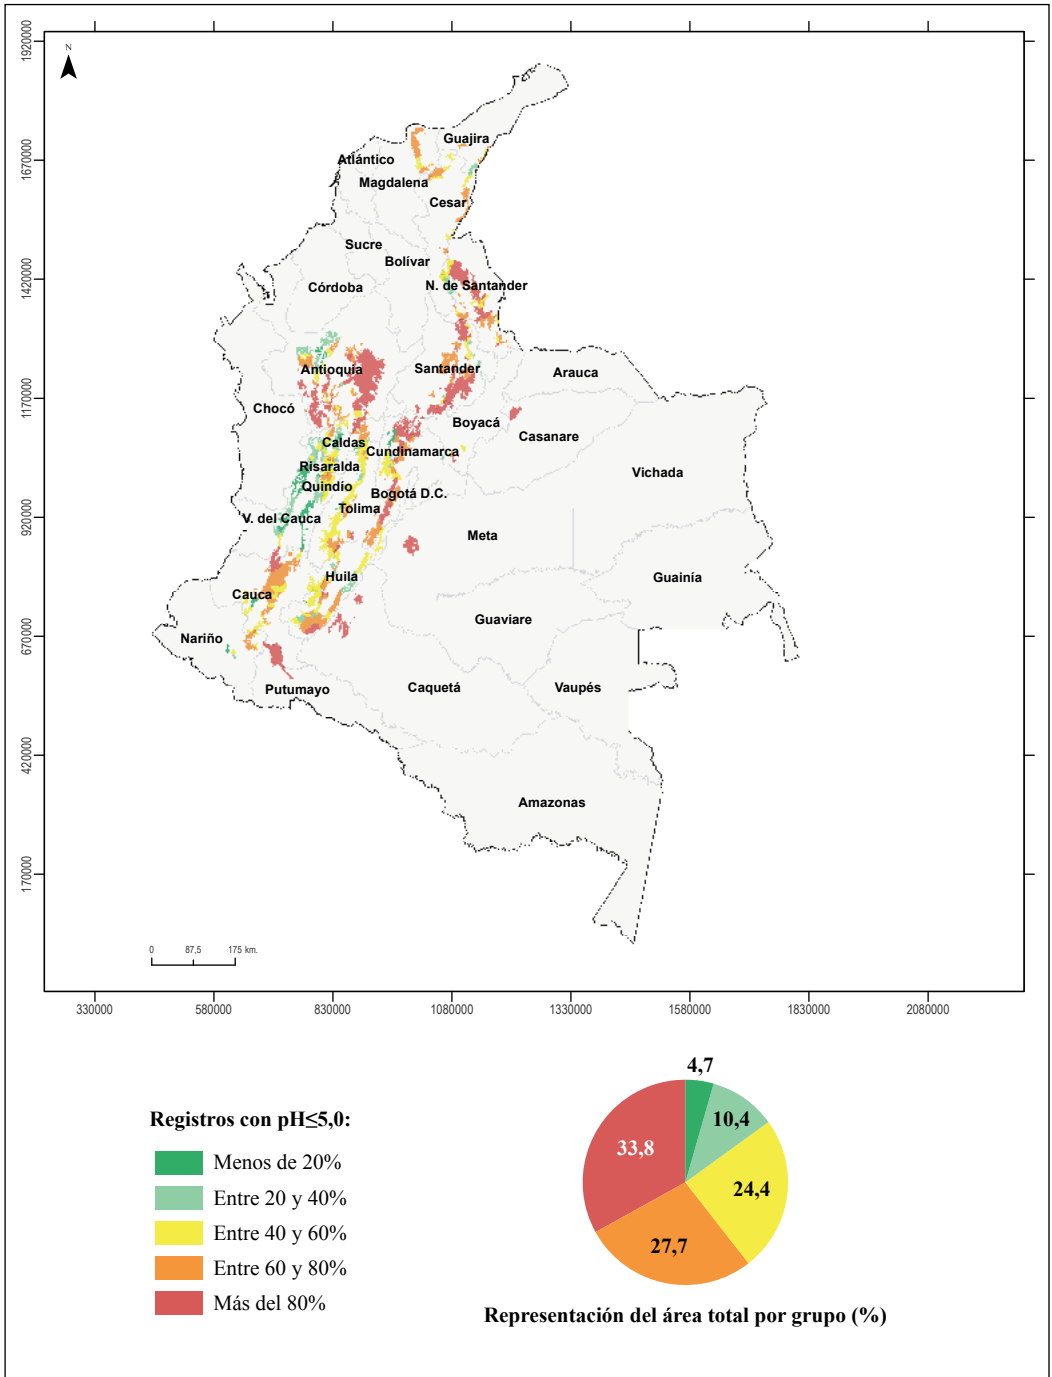 N
1920000
1670000
1420000
1170000
920000
670000
420000
170000
Guajira
Atlántico
Magdalena
Cesar
Sucre
Bolívar
Córdoba
N. de Santander
Antioquia
Santander
Arauca
Chocó
Boyacá
Casanare
Caldas
Cundinamarca
Risaralda
Vichada
Quindío
Bogotá D.C.
Tolima
V. del Cauca
Meta
Huila
Guainía
Cauca
Guaviare
Nariño
Putumayo
Caquetá
Vaupés
Amazonas
0 87,5 175 km.
330000 580000 830000 1080000 1330000 1580000 1830000 2080000
Registros con pH≤5,0:
Menos de 20%
Entre 20 y 40%
Entre 40 y 60%
Entre 60 y 80%
Más del 80%
4,7
10,4
33,8
24,4
27,7
Representación del área total por grupo (%)